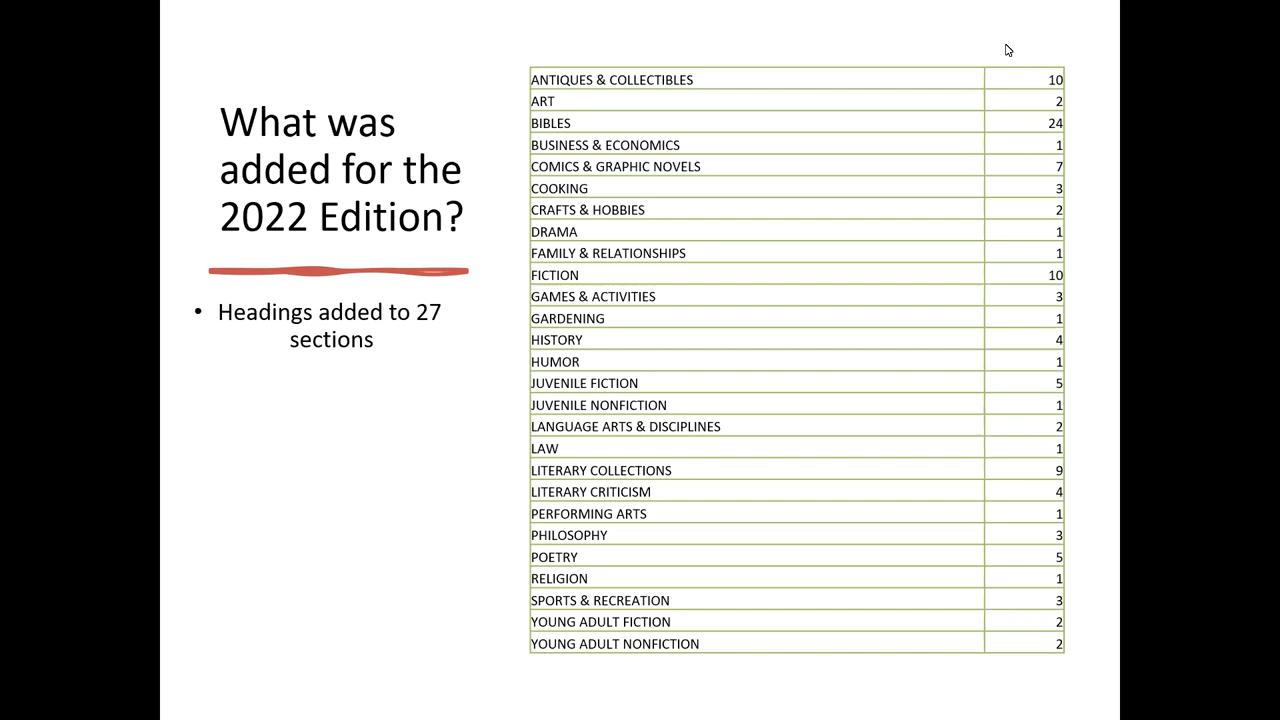 What was
added for the
2022 Edition?
• Headings added to 27
sections
ANTIQUES & COLLECTIBLES 10
ART 2
BIBLES 24
BUSINESS & ECONOMICS 1
COMICS & GRAPHIC NOVELS 7
COOKING 3
CRAFTS & HOBBIES 2
DRAMA 1
FAMILY & RELATIONSHIPS 1
FICTION 10
GAMES & ACTIVITIES 3
GARDENING 1
HISTORY 4
HUMOR 1
JUVENILE FICTION 5
JUVENILE NONFICTION 1
LANGUAGE ARTS & DISCIPLINES 2
LAW 1
LITERARY COLLECTIONS 9
LITERARY CRITICISM 4
PERFORMING ARTS 1
PHILOSOPHY 3
POETRY 5
RELIGION 1
SPORTS & RECREATION 3
YOUNG ADULT FICTION 2
YOUNG ADULT NONFICTION 2